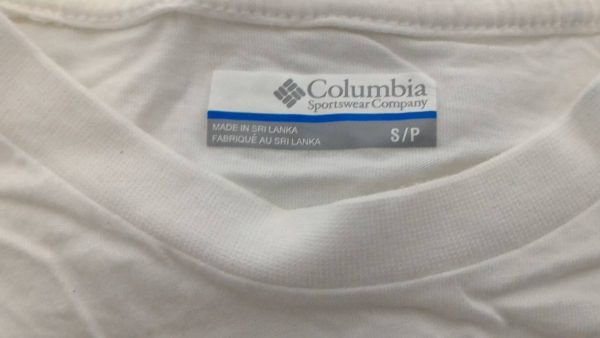 Columbia
Sportswear Company
MADE IN SRI LANKA
FABRIQUÉ AU SRI LANKA
S/P